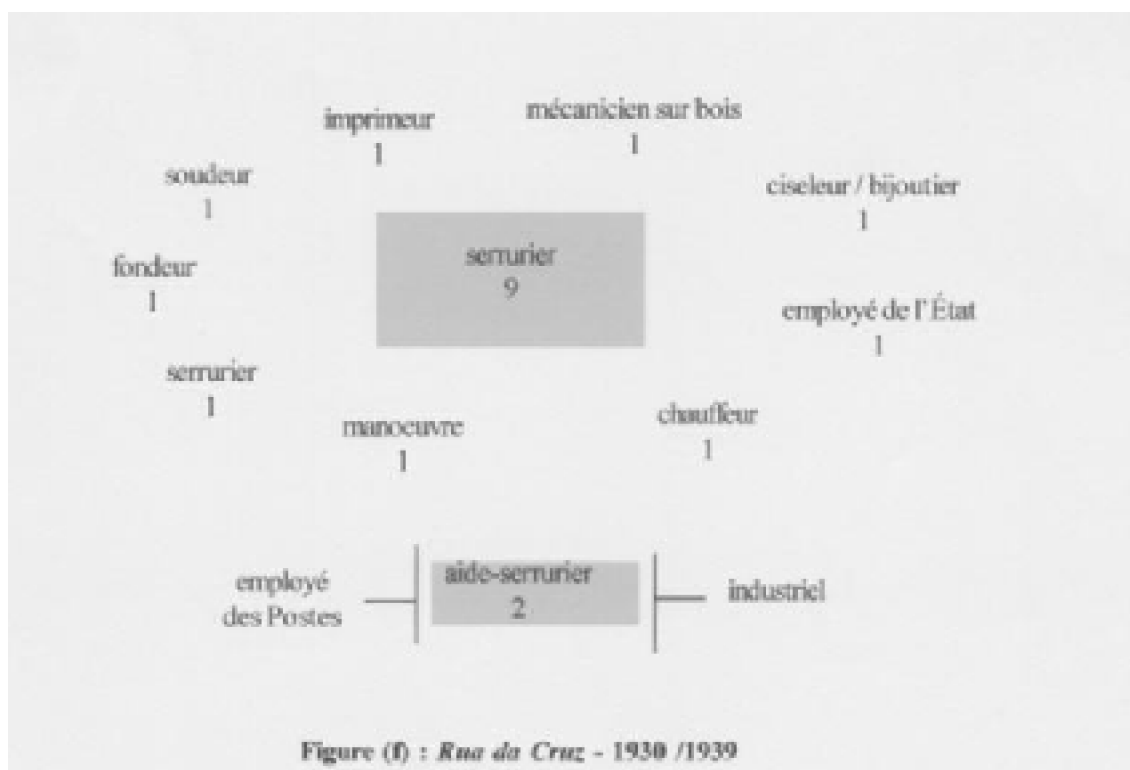 imprimeur
1
mécanicien sur bois
1
soudeur
1
ciseleur / bijoutier
1
serrurier
9
fondeur
1
employé de l'État
1
serrurier
1
manoeuvre
1
chauffeur
1
employé
des Postes
aide-serrurier
2
industriel
Figure (f) : Rua da Cruz - 1930 /1939